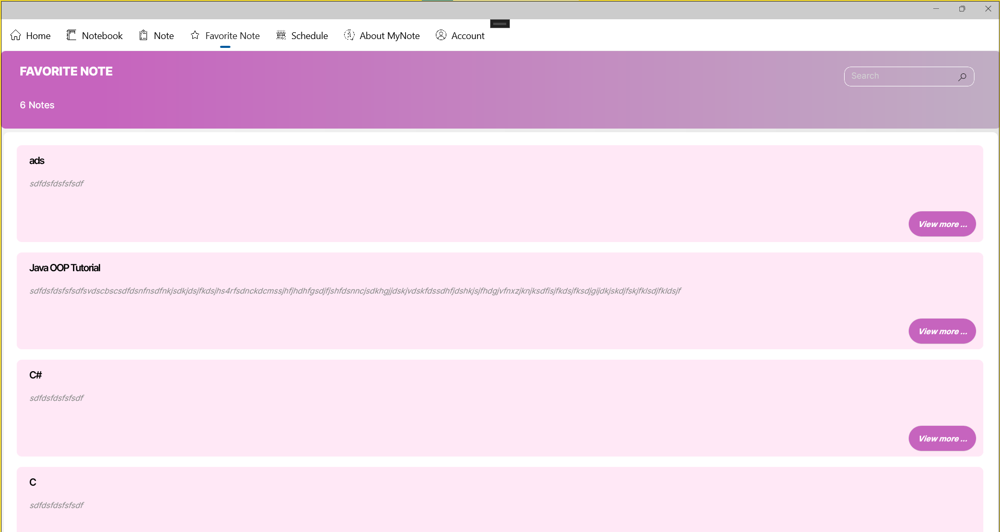 Home Notebook Note Favorite Note Schedule About MyNote Account
FAVORITE NOTE
Search
6 Notes
ads
sdfdsfdsfsfsdf
View more ...
Java OOP Tutorial
sdfdsfdsfsfsdfsvdscbscsdfdsnfnsdfnkjsdkjdsjfkdsjhs4rfsdnckdcmssjhfjhdhfgsdjfjshfdsnncjsdkhgjjdskjvdskfdssdhfjdshkjsjfhdgjvfnxzjknjksdfisjfkdsjfksdjgijdkjskdjfskjfklsdjfkldsjf
View more ...
C#
sdfdsfdsfsfsdf
View more ...
C
sdfdsfdsfsfsdf